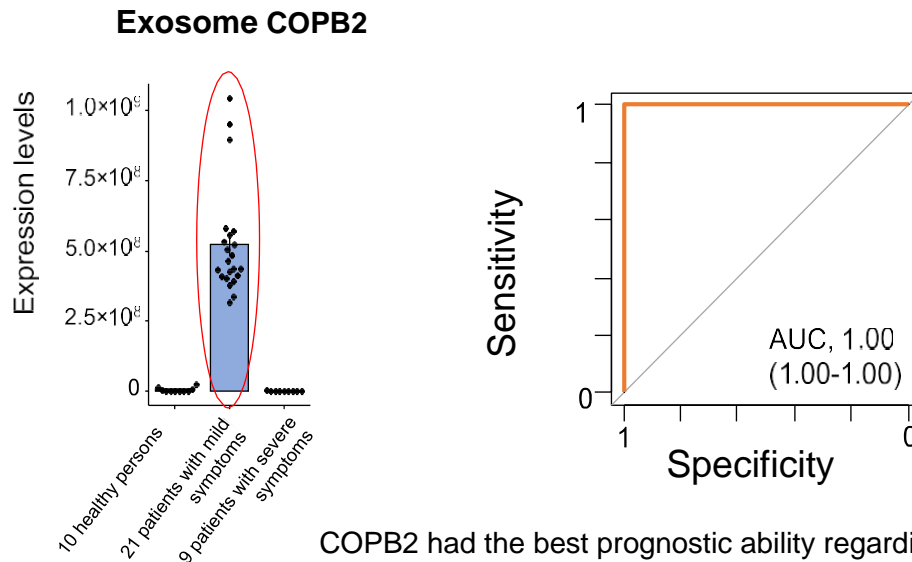 Exosome COPB2
Expression levels
1.0×10⁹
7.5×10⁸
5.0×10⁸
2.5×10⁸
0
10 healthy persons
21 patients with mild
symptoms
9 patients with severe
symptoms
Sensitivity
1
0
AUC, 1.00
(1.00-1.00)
1
0
Specificity
COPB2 had the best prognostic ability